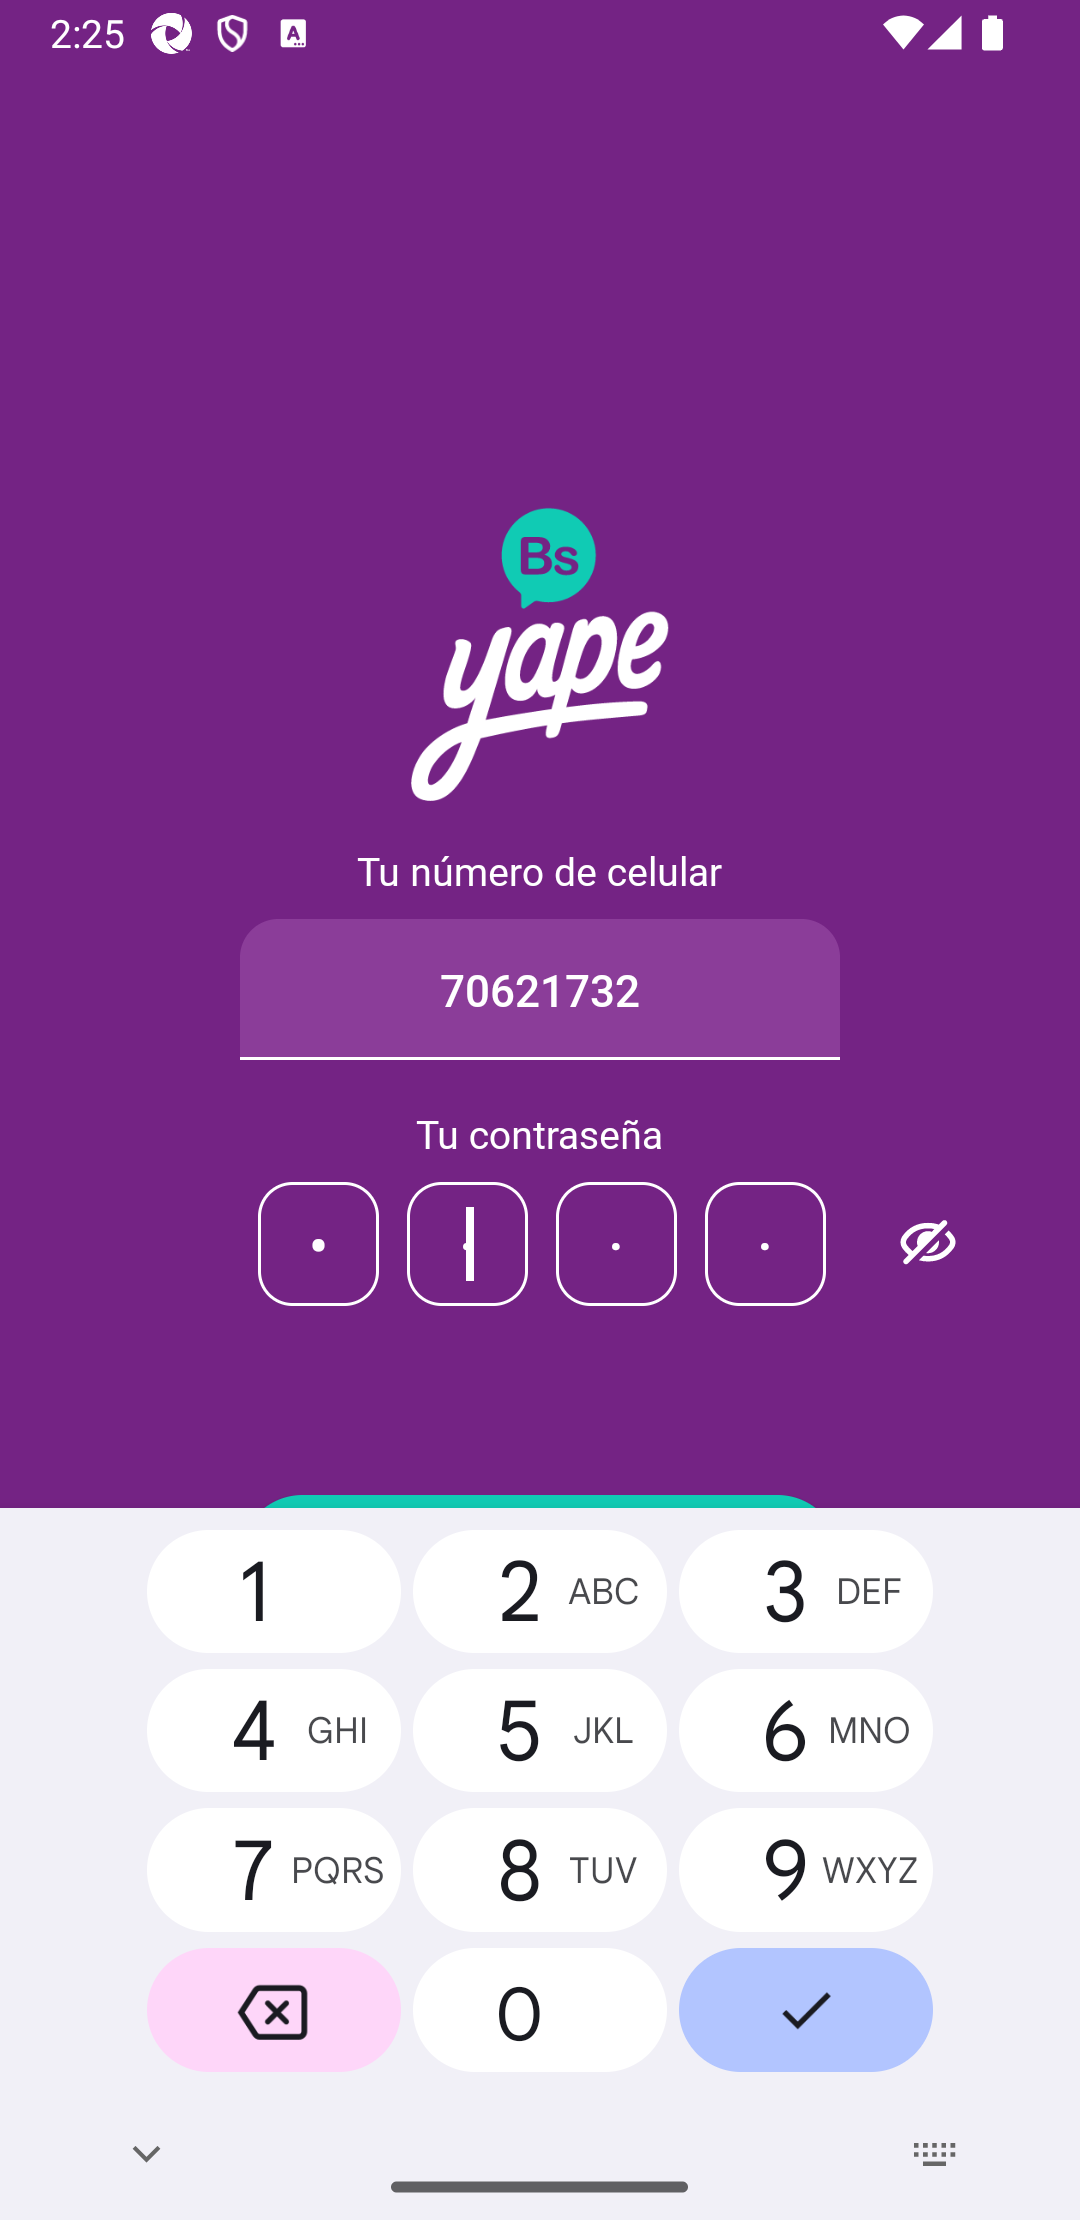 2:25
Bs
yape
Tu número de celular
70621732
Tu contraseña
1
2 ABC
3 DEF
4 GHI
5 JKL
6 MNO
7 PQRS
8 TUV
9 WXYZ
0